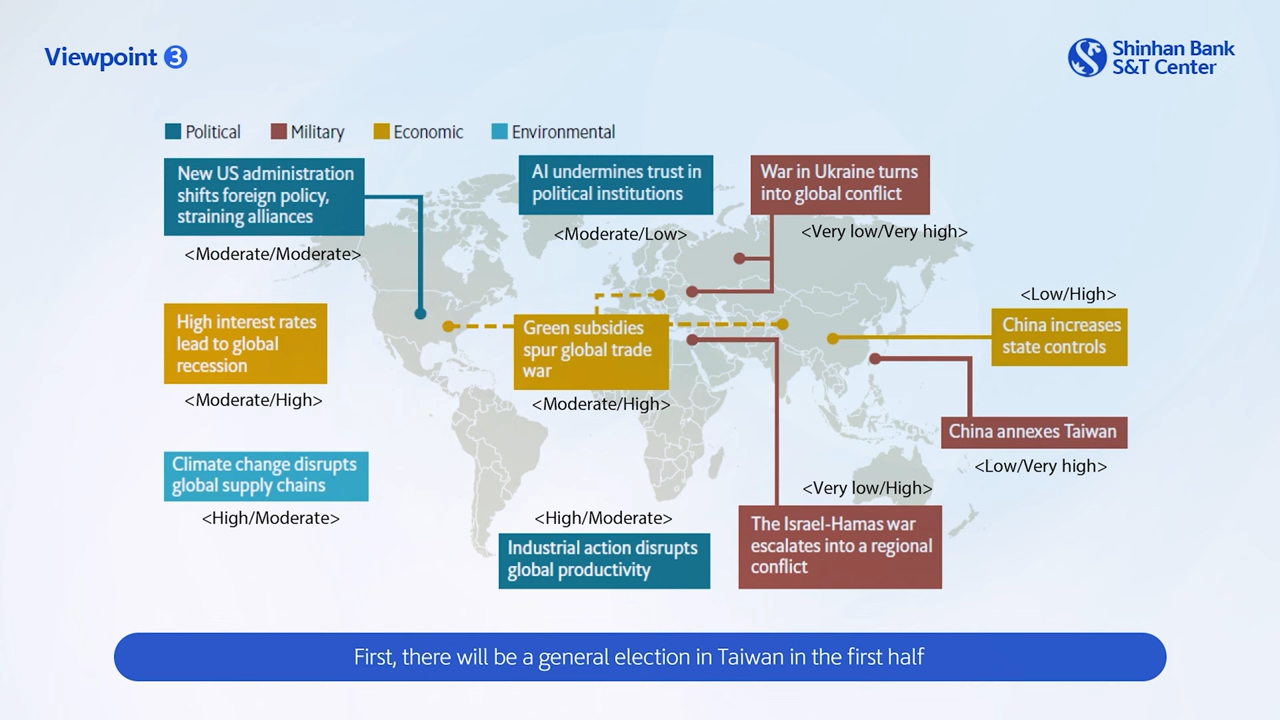 Viewpoint 3
Shinhan Bank
S&T Center
Political
Military
Economic
Environmental
New US administration
shifts foreign policy,
straining alliances
<Moderate/Moderate>
AI undermines trust in
political institutions
<Moderate/Low>
War in Ukraine turns
into global conflict
<Very low/Very high>
High interest rates
lead to global
recession
<Moderate/High>
Green subsidies
spur global trade
war
<Moderate/High>
<Low/High>
China increases
state controls
China annexes Taiwan
<Low/Very high>
Climate change disrupts
global supply chains
<High/Moderate>
<High/Moderate>
Industrial action disrupts
global productivity
<Very low/High>
The Israel-Hamas war
escalates into a regional
conflict
First, there will be a general election in Taiwan in the first half